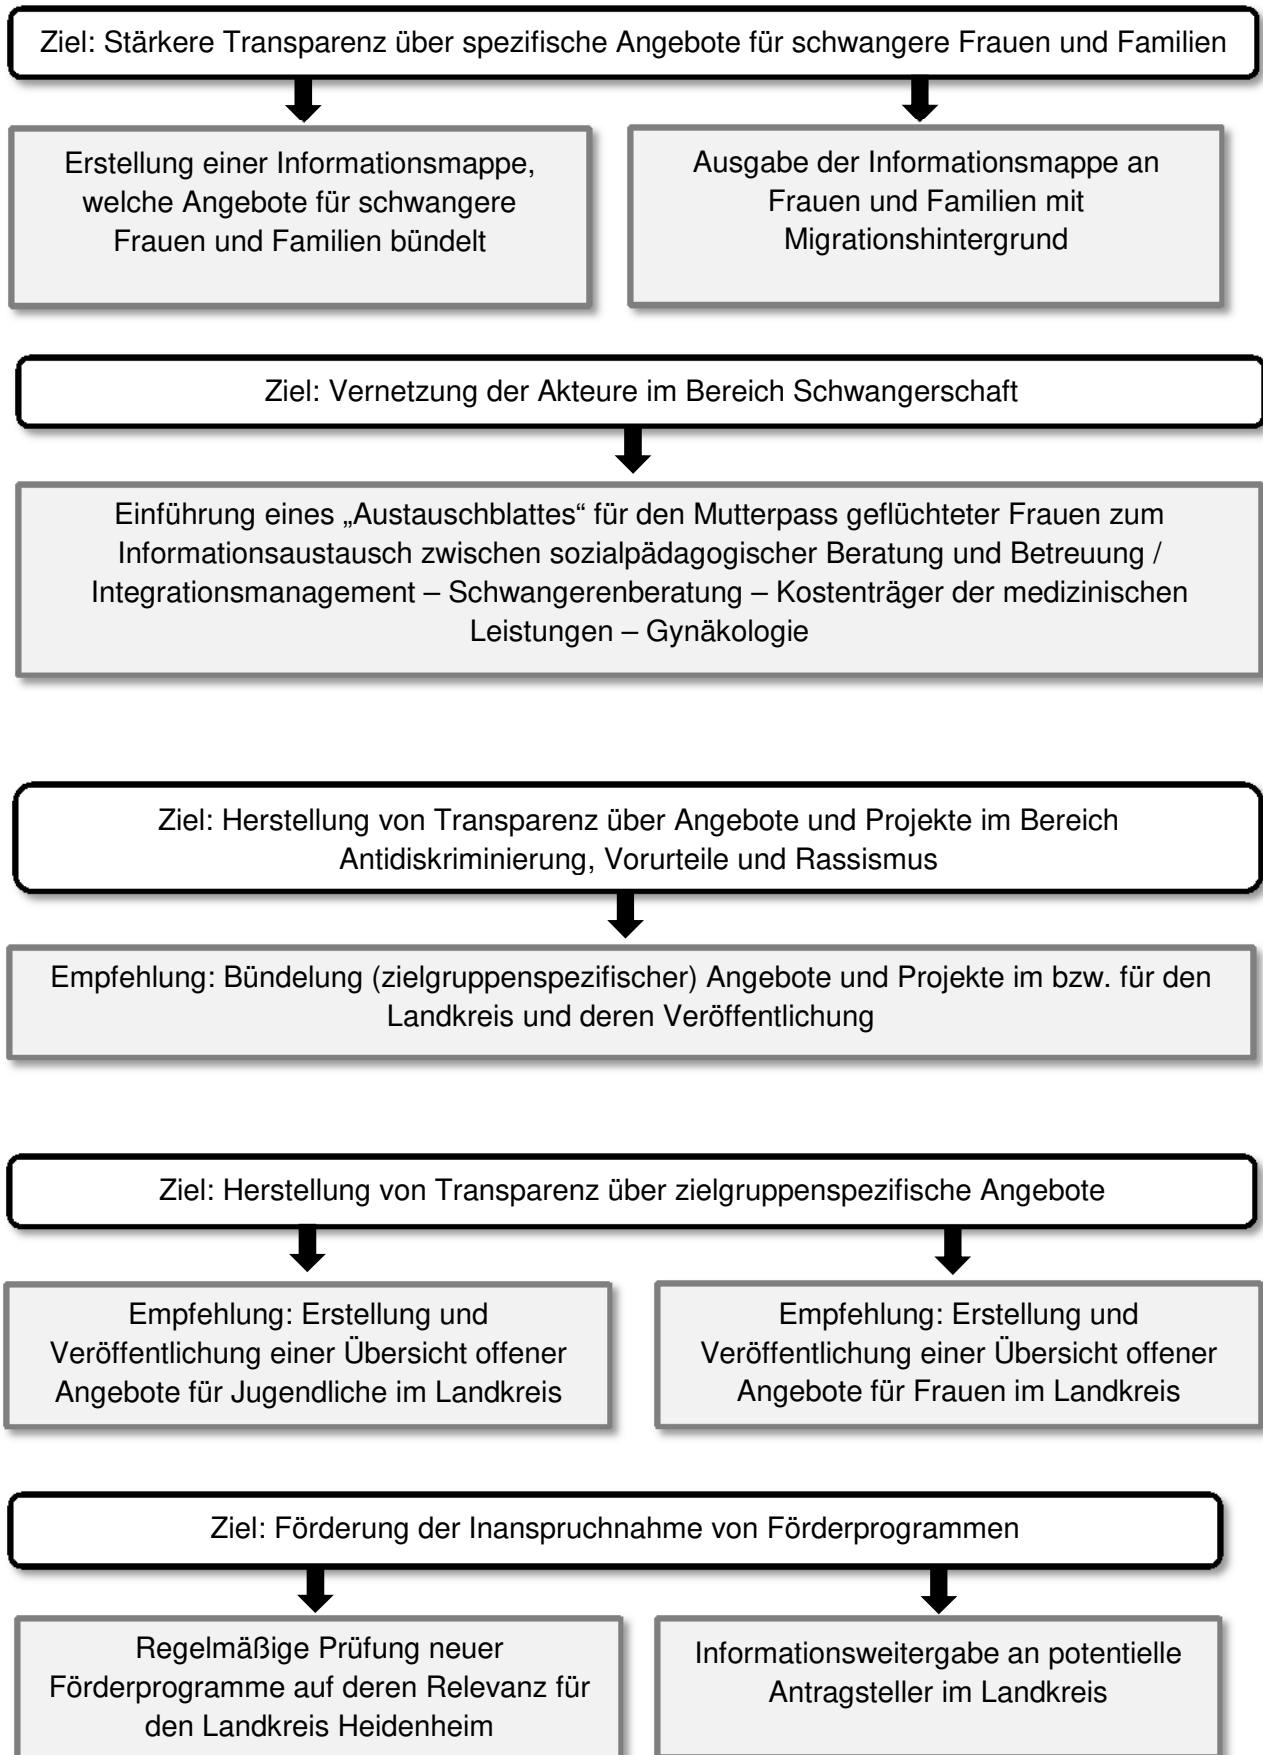 Ziel: Stärkere Transparenz über spezifische Angebote für schwangere Frauen und Familien
Erstellung einer Informationsmappe,
welche Angebote für schwangere
Frauen und Familien bündelt
Ausgabe der Informationsmappe an
Frauen und Familien mit
Migrationshintergrund
Ziel: Vernetzung der Akteure im Bereich Schwangerschaft
Einführung eines „Austauschblattes“ für den Mutterpass geflüchteter Frauen zum
Informationsaustausch zwischen sozialpädagogischer Beratung und Betreuung /
Integrationsmanagement – Schwangerenberatung – Kostenträger der medizinischen
Leistungen – Gynäkologie
Ziel: Herstellung von Transparenz über Angebote und Projekte im Bereich
Antidiskriminierung, Vorurteile und Rassismus
Empfehlung: Bündelung (zielgruppenspezifischer) Angebote und Projekte im bzw. für den
Landkreis und deren Veröffentlichung
Ziel: Herstellung von Transparenz über zielgruppenspezifische Angebote
Empfehlung: Erstellung und
Veröffentlichung einer Übersicht offener
Angebote für Jugendliche im Landkreis
Empfehlung: Erstellung und
Veröffentlichung einer Übersicht offener
Angebote für Frauen im Landkreis
Ziel: Förderung der Inanspruchnahme von Förderprogrammen
Regelmäßige Prüfung neuer
Förderprogramme auf deren Relevanz für
den Landkreis Heidenheim
Informationsweitergabe an potentielle
Antragsteller im Landkreis